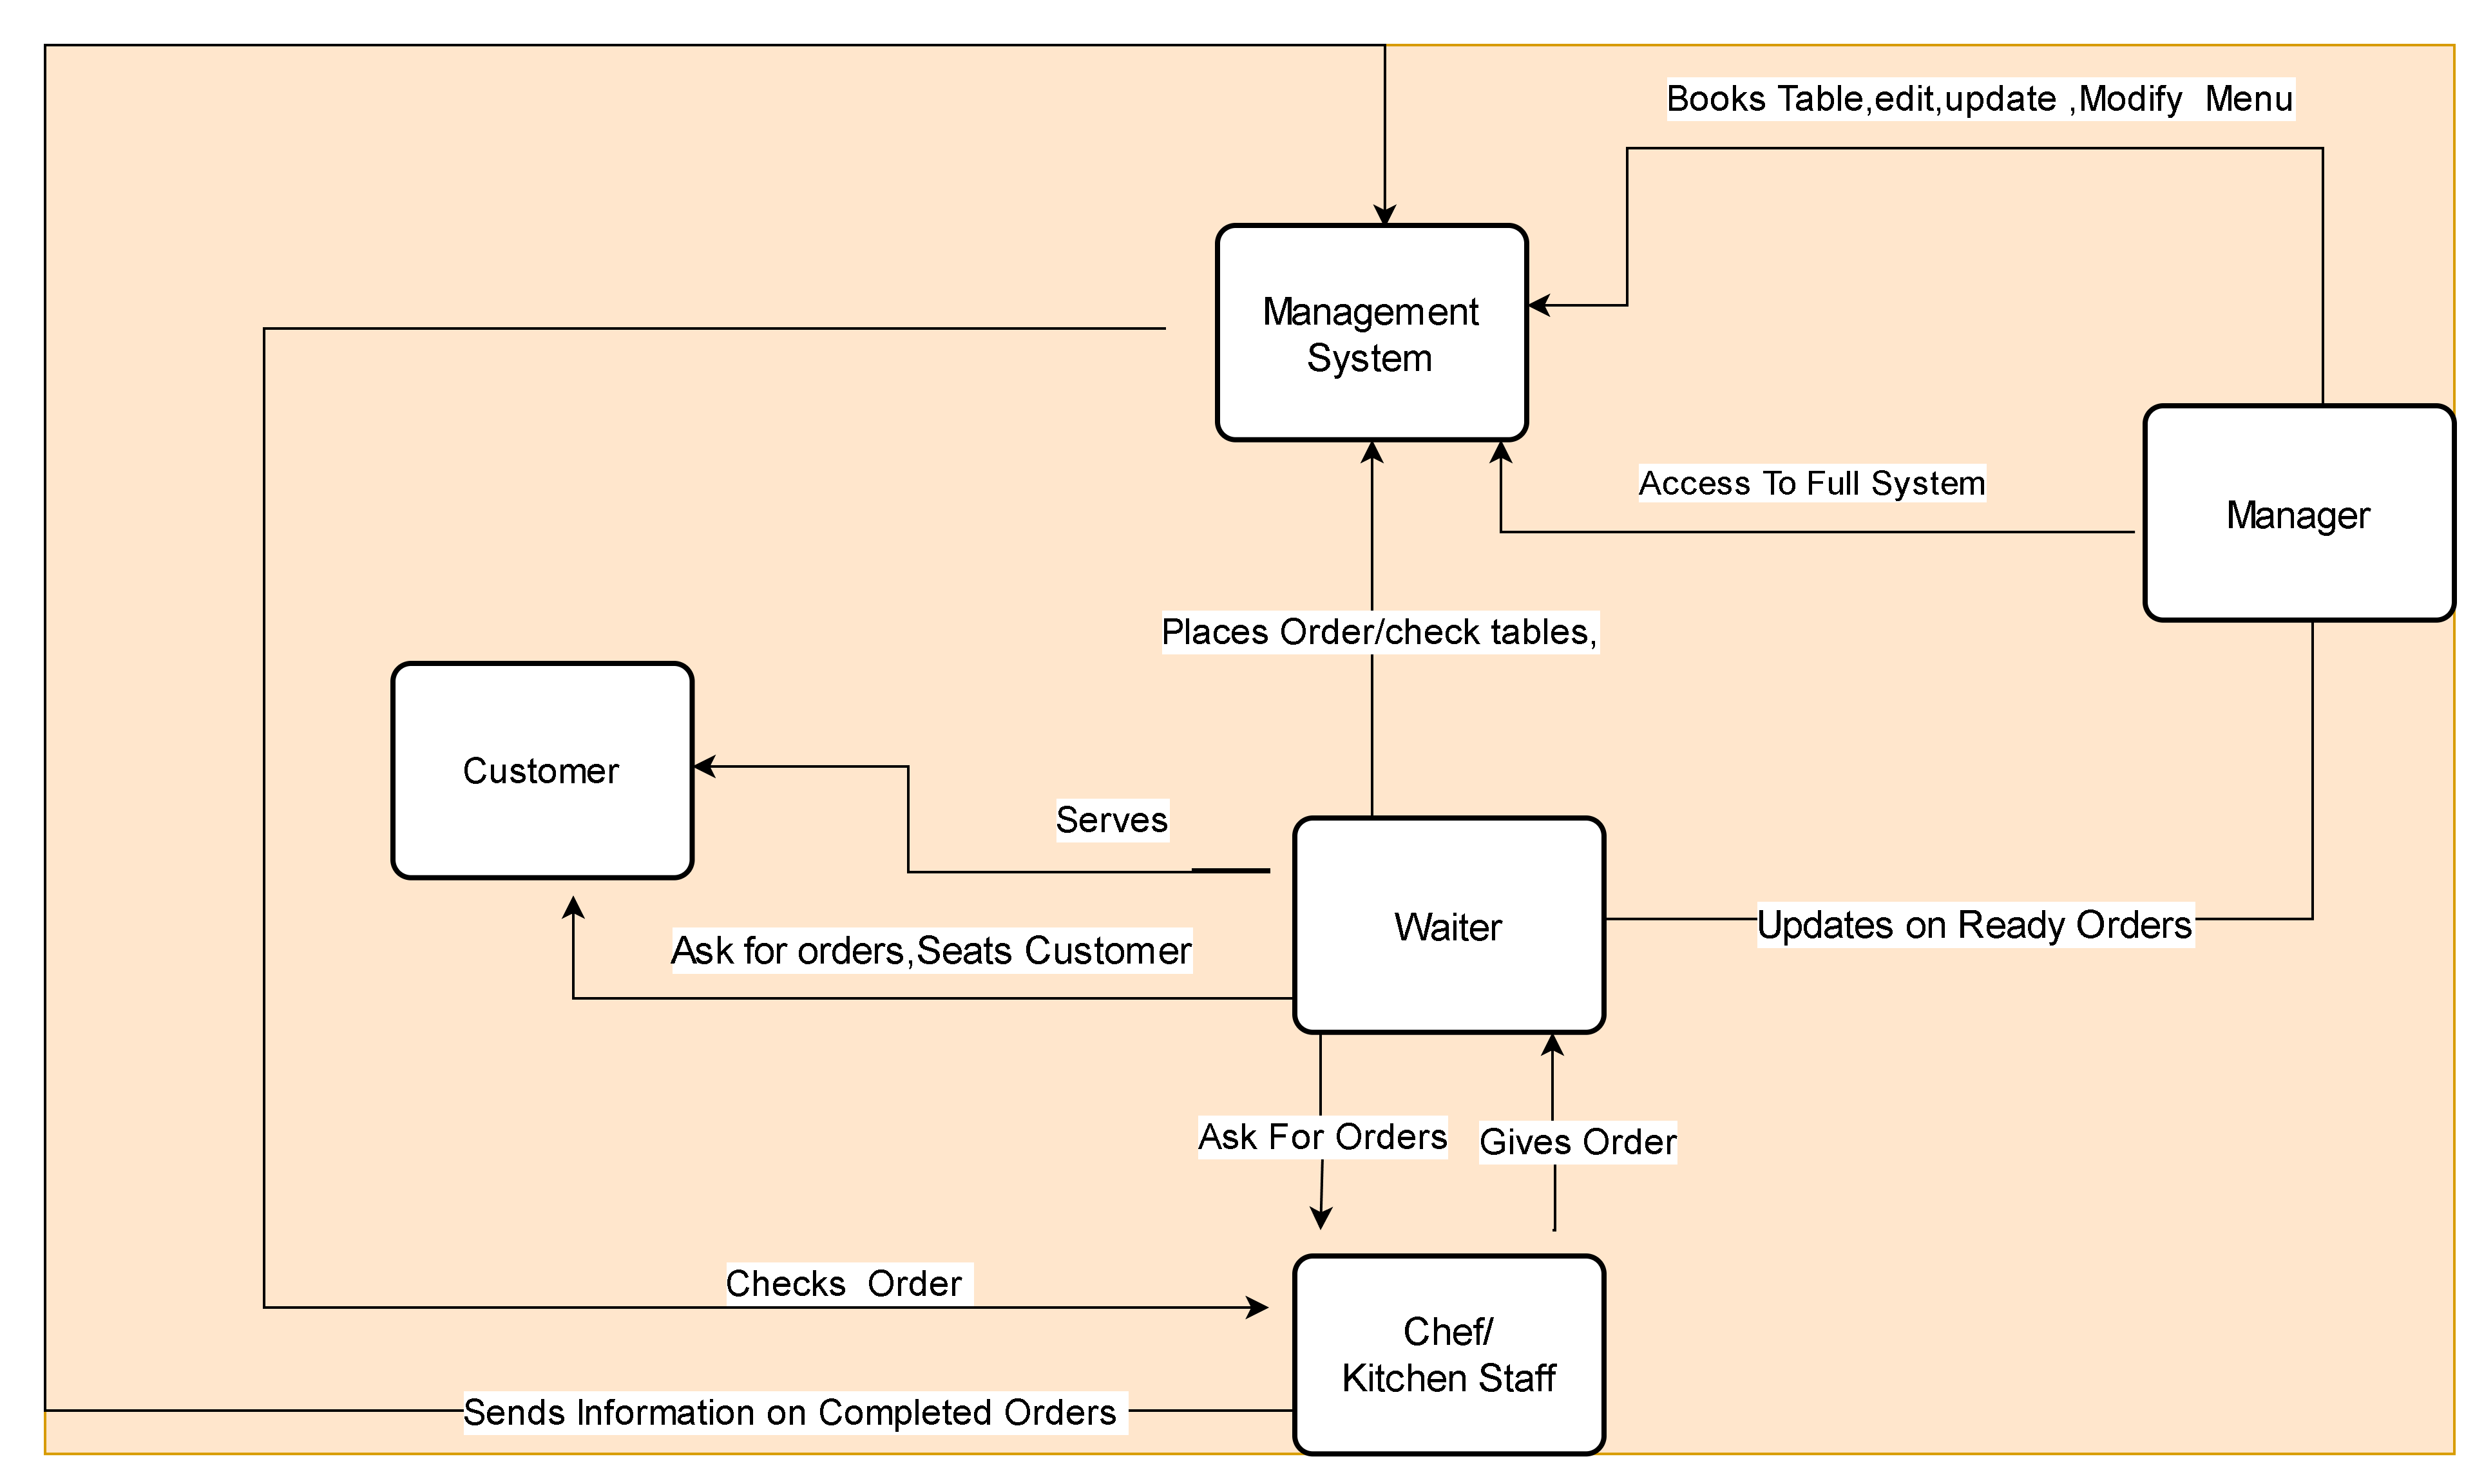 Books Table,edit,update ,Modify  Menu
Management
System
Access To Full System
Manager
Places Order/check tables,
Customer
Serves
Waiter
Updates on Ready Orders
Ask for orders,Seats Customer
Ask For Orders
Gives Order
Checks  Order
Chef/
Kitchen Staff
Sends Information on Completed Orders